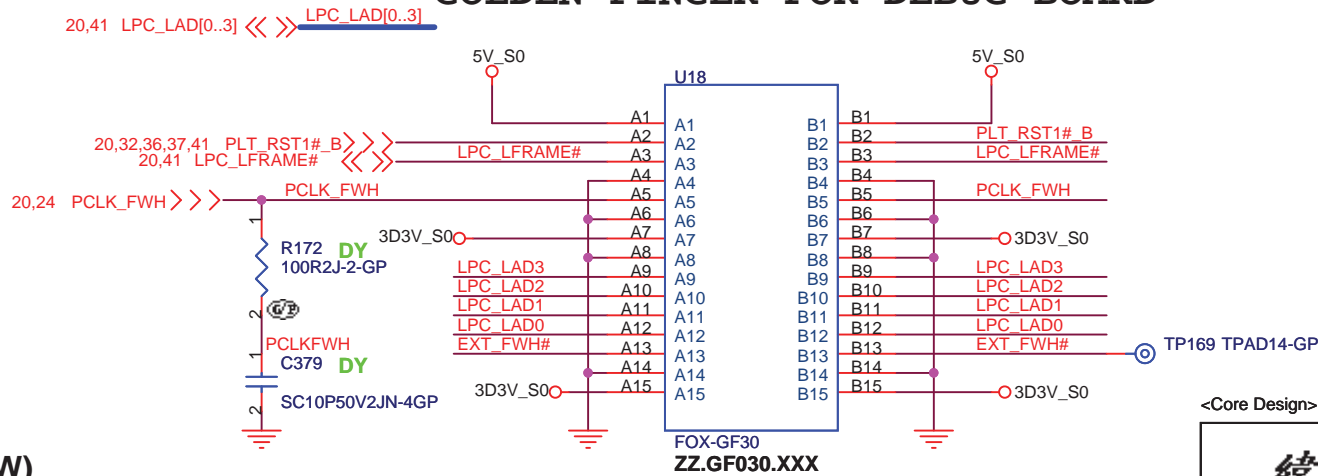 GOLDEN FINGER FOR DEBUG BOARD
20,41 LPC_LAD[0..3] LPC_LAD[0..3]
5V_S0 5V_S0
U18
A1 A1 B1 B1
20,32,36,37,41 PLT_RST1#_B A2 A2 B2 B2 PLT_RST1#_B
20,41 LPC_LFRAME# LPC_LFRAME# A3 A3 B3 B3 LPC_LFRAME#
A4 A4 B4 B4
20,24 PCLK_FWH PCLK_FWH A5 A5 B5 B5 PCLK_FWH
A6 A6 B6 B6
1
3D3V_S0 A7 A7 B7 B7 3D3V_S0
R172 DY
100R2J-2-GP
A8 A8 B8 B8
LPC_LAD3 A9 A9 B9 B9 LPC_LAD3
LPC_LAD2 A10 A10 B10 B10 LPC_LAD2
2 G/P
LPC_LAD1 A11 A11 B11 B11 LPC_LAD1
LPC_LAD0 A12 A12 B12 B12 LPC_LAD0
PCLKFWH
EXT_FWH# A13 A13 B13 B13 EXT_FWH# TP169 TPAD14-GP
1 C379 DY
A14 A14 B14 B14
3D3V_S0 A15 A15 B15 B15 3D3V_S0
2 SC10P50V2JN-4GP
<Core Design>
FOX-GF30
ZZ.GF030.XXX
W)